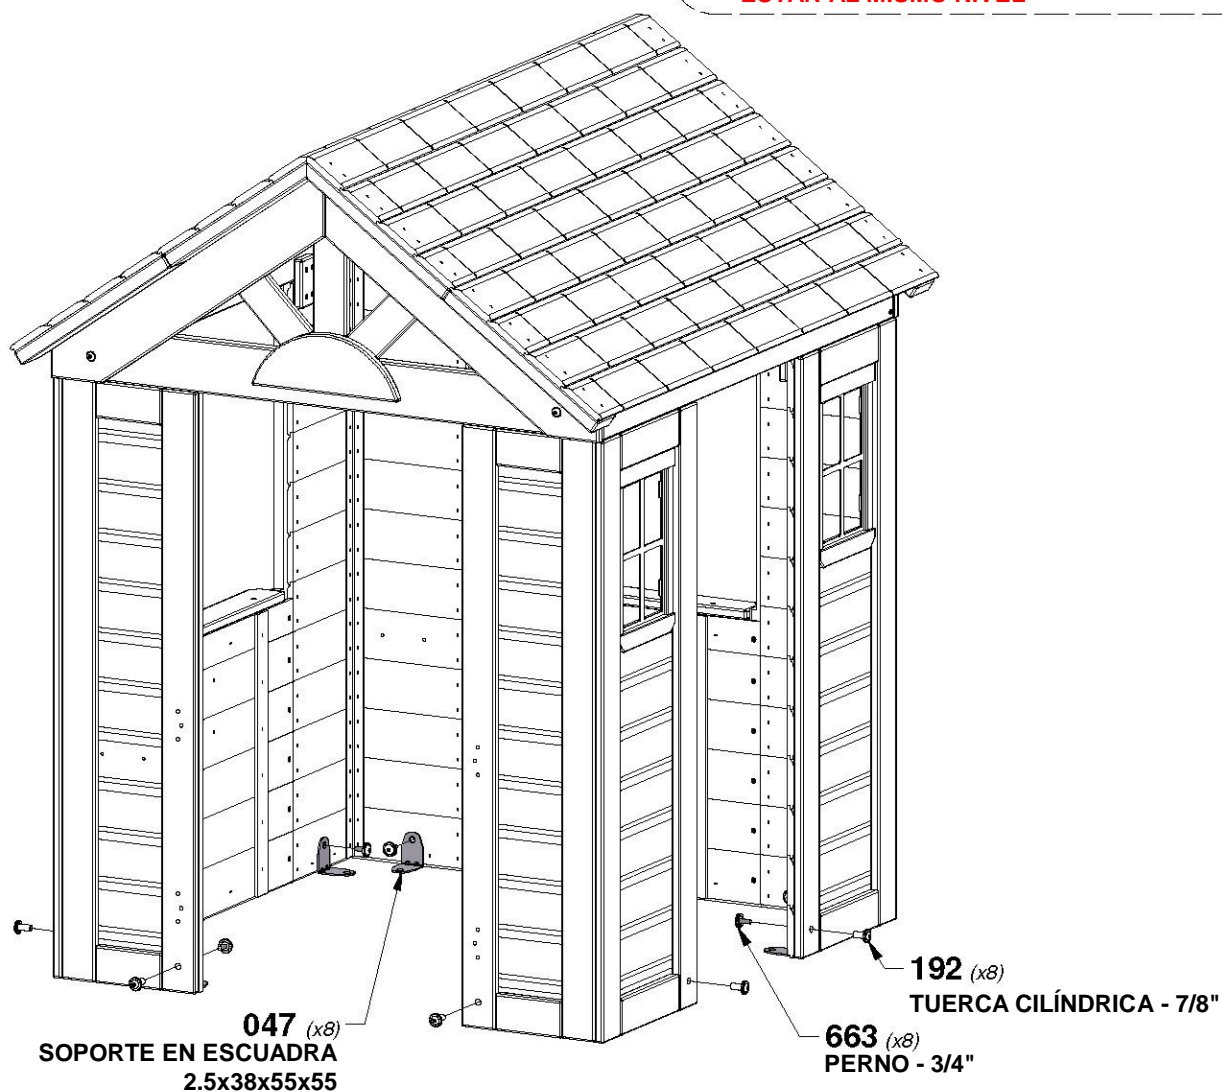 192 (x8)
TUERCA CILÍNDRICA - 7/8"
047 (x8)
SOPORTE EN ESCUADRA
2.5x38x55x55
663 (x8)
PERNO - 3/4"